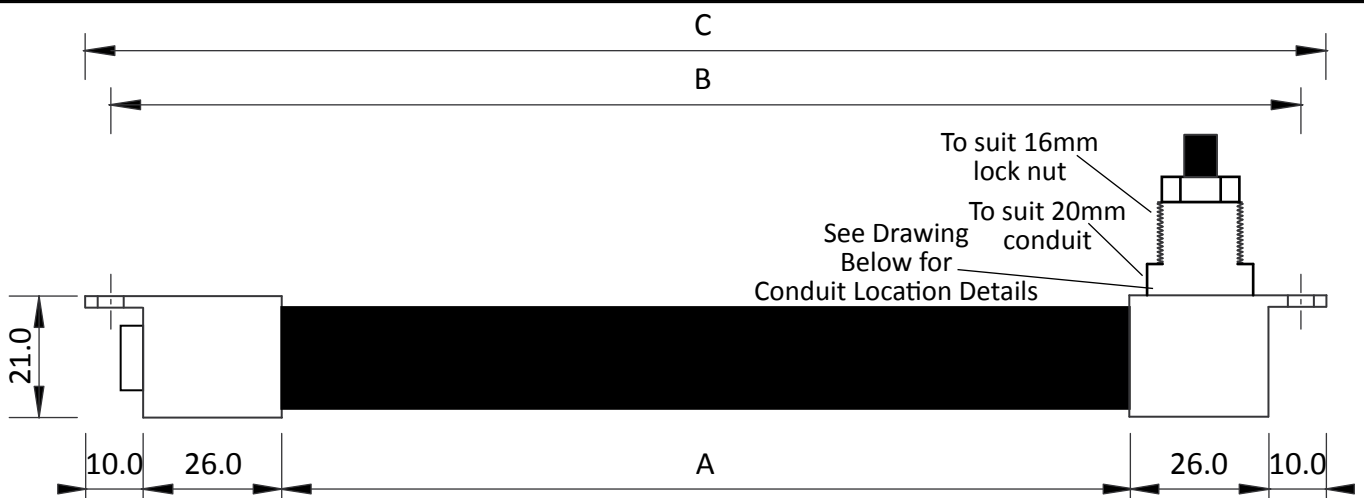 C
B
To suit 16mm
lock nut
To suit 20mm
conduit
See Drawing
Below for
Conduit Location Details
21.0
10.0
26.0
A
26.0
10.0